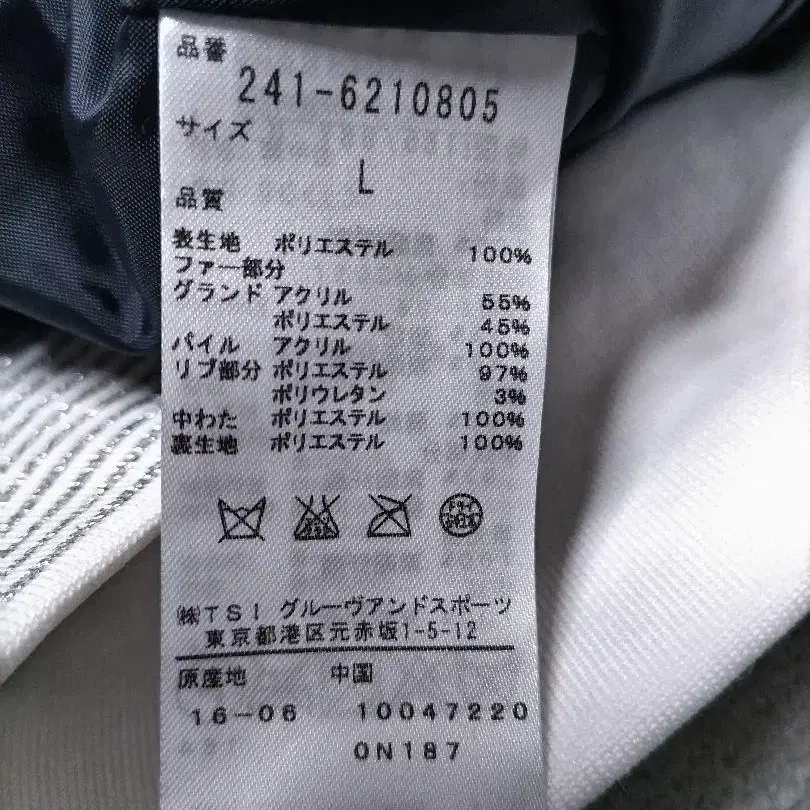 品番
241-6210805
サイズ
L
品質
表生地 ポリエステル 100%
ファー部分
グランド アクリル 55%
ポリエステル 45%
パイル アクリル 100%
リブ部分 ポリエステル 97%
ポリウレタン 3%
中わた ポリエステル 100%
裏生地 ポリエステル 100%
ドライ
㈱TSI グルーヴアンドスポーツ
東京都港区元赤坂1-5-12
原産地 中国
16-06 10047220
0N187